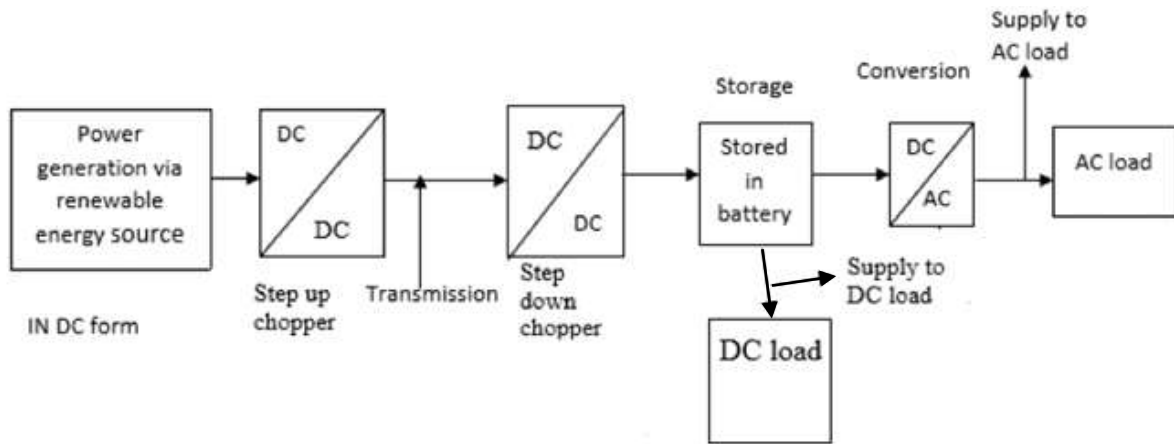 Power
generation via
renewable
energy source
IN DC form
DC
DC
Step up
chopper
Transmission
DC
DC
Step
down
chopper
Storage
Stored
in
battery
Supply to
DC load
DC load
Conversion
DC
AC
Supply to
AC load
AC load